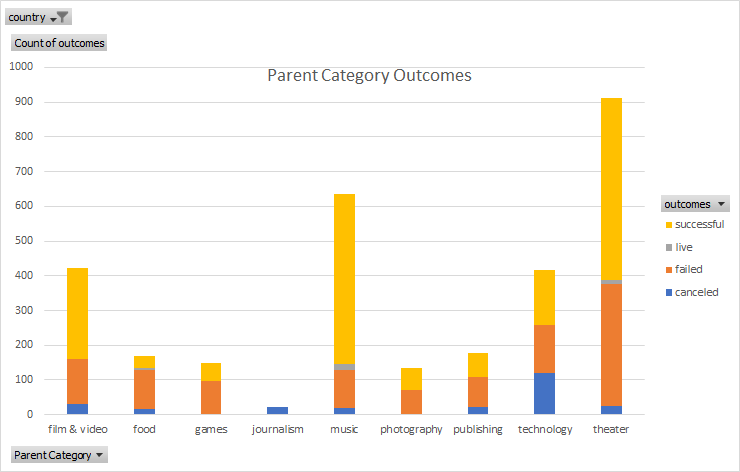 country
Count of outcomes
Parent Category Outcomes
1000
900
800
700
600
500
400
300
200
100
0
film & video food games journalism music photography publishing technology theater
outcomes
successful
live
failed
canceled
Parent Category